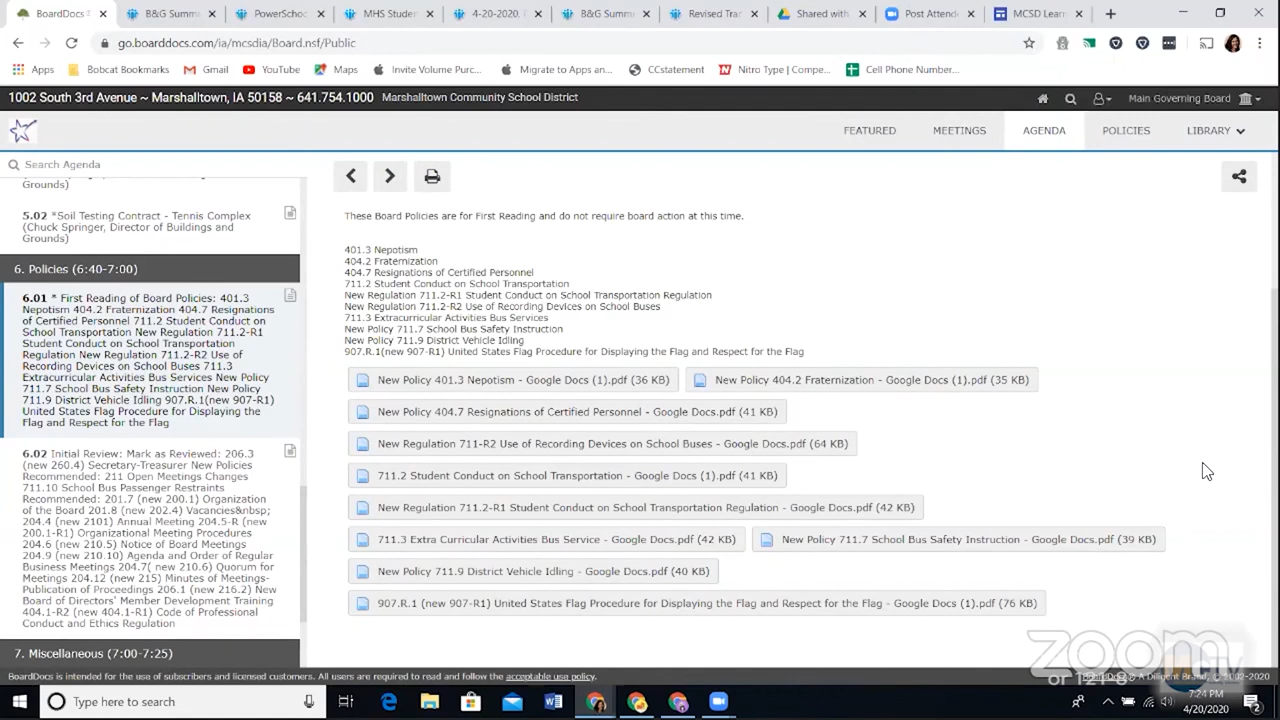 BoardDocs
B&G Summe
PowerSchoo
MHS Studen
4-20-2020,
B&G Summe
Revised Tran
Shared with
Post Attende
MCSD Learn
go.boarddocs.com/ia/mcsdia/Board.nsf/Public
Apps
Bobcat Bookmarks
Gmail
YouTube
Maps
Invite Volume Purc...
Migrate to Apps an...
CCstatement
Nitro Type | Compe...
Cell Phone Number...
1002 South 3rd Avenue ~ Marshalltown, IA 50158 ~ 641.754.1000 Marshalltown Community School District
Main Governing Board
FEATURED
MEETINGS
AGENDA
POLICIES
LIBRARY
Search Agenda
Grounds)
5.02 *Soil Testing Contract - Tennis Complex
(Chuck Springer, Director of Buildings and
Grounds)
6. Policies (6:40-7:00)
6.01 * First Reading of Board Policies: 401.3
Nepotism 404.2 Fraternization 404.7 Resignations
of Certified Personnel 711.2 Student Conduct on
School Transportation New Regulation 711.2-R1
Student Conduct on School Transportation
Regulation New Regulation 711.2-R2 Use of
Recording Devices on School Buses 711.3
Extracurricular Activities Bus Services New Policy
711.7 School Bus Safety Instruction New Policy
711.9 District Vehicle Idling 907.R.1(new 907-R1)
United States Flag Procedure for Displaying the
Flag and Respect for the Flag
6.02 Initial Review: Mark as Reviewed: 206.3
(new 260.4) Secretary-Treasurer New Policies
Recommended: 211 Open Meetings Changes
711.10 School Bus Passenger Restraints
Recommended: 201.7 (new 200.1) Organization
of the Board 201.8 (new 202.4) Vacancies&nbsp;
204.4 (new 2101) Annual Meeting 204.5-R (new
200.1-R1) Organizational Meeting Procedures
204.6 (new 210.5) Notice of Board Meetings
204.9 (new 210.10) Agenda and Order of Regular
Business Meetings 204.7( new 210.6) Quorum for
Meetings 204.12 (new 215) Minutes of Meetings-
Publication of Proceedings 206.1 (new 216.2) New
Board of Directors' Member Development Training
404.1-R2 (new 404.1-R1) Code of Professional
Conduct and Ethics Regulation
7. Miscellaneous (7:00-7:25)
These Board Policies are for First Reading and do not require board action at this time.
401.3 Nepotism
404.2 Fraternization
404.7 Resignations of Certified Personnel
711.2 Student Conduct on School Transportation
New Regulation 711.2-R1 Student Conduct on School Transportation Regulation
New Regulation 711.2-R2 Use of Recording Devices on School Buses
711.3 Extracurricular Activities Bus Services
New Policy 711.7 School Bus Safety Instruction
New Policy 711.9 District Vehicle Idling
907.R.1(new 907-R1) United States Flag Procedure for Displaying the Flag and Respect for the Flag
New Policy 401.3 Nepotism - Google Docs (1).pdf (36 KB)
New Policy 404.2 Fraternization - Google Docs (1).pdf (35 KB)
New Policy 404.7 Resignations of Certified Personnel - Google Docs.pdf (41 KB)
New Regulation 711-R2 Use of Recording Devices on School Buses - Google Docs.pdf (64 KB)
711.2 Student Conduct on School Transportation - Google Docs (1).pdf (41 KB)
New Regulation 711.2-R1 Student Conduct on School Transportation Regulation - Google Docs.pdf (42 KB)
711.3 Extra Curricular Activities Bus Service - Google Docs.pdf (42 KB)
New Policy 711.7 School Bus Safety Instruction - Google Docs.pdf (39 KB)
New Policy 711.9 District Vehicle Idling - Google Docs.pdf (40 KB)
907.R.1 (new 907-R1) United States Flag Procedure for Displaying the Flag and Respect for the Flag - Google Docs (1).pdf (76 KB)
zoom
BoardDocs is intended for the use of subscribers and licensed customers. All users are required to read and follow the acceptable use policy.
2002-2020
Type here to search
7:24 PM
4/20/2020
2